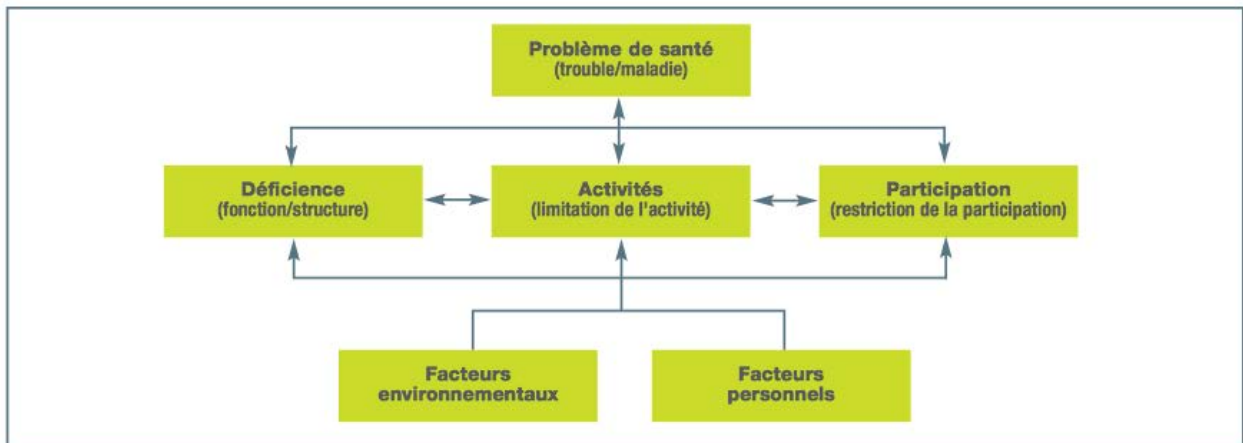 Problème de santé
(trouble/maladie)
Déficience
(fonction/structure)
Activités
(limitation de l'activité)
Participation
(restriction de la participation)
Facteurs
environnementaux
Facteurs
personnels